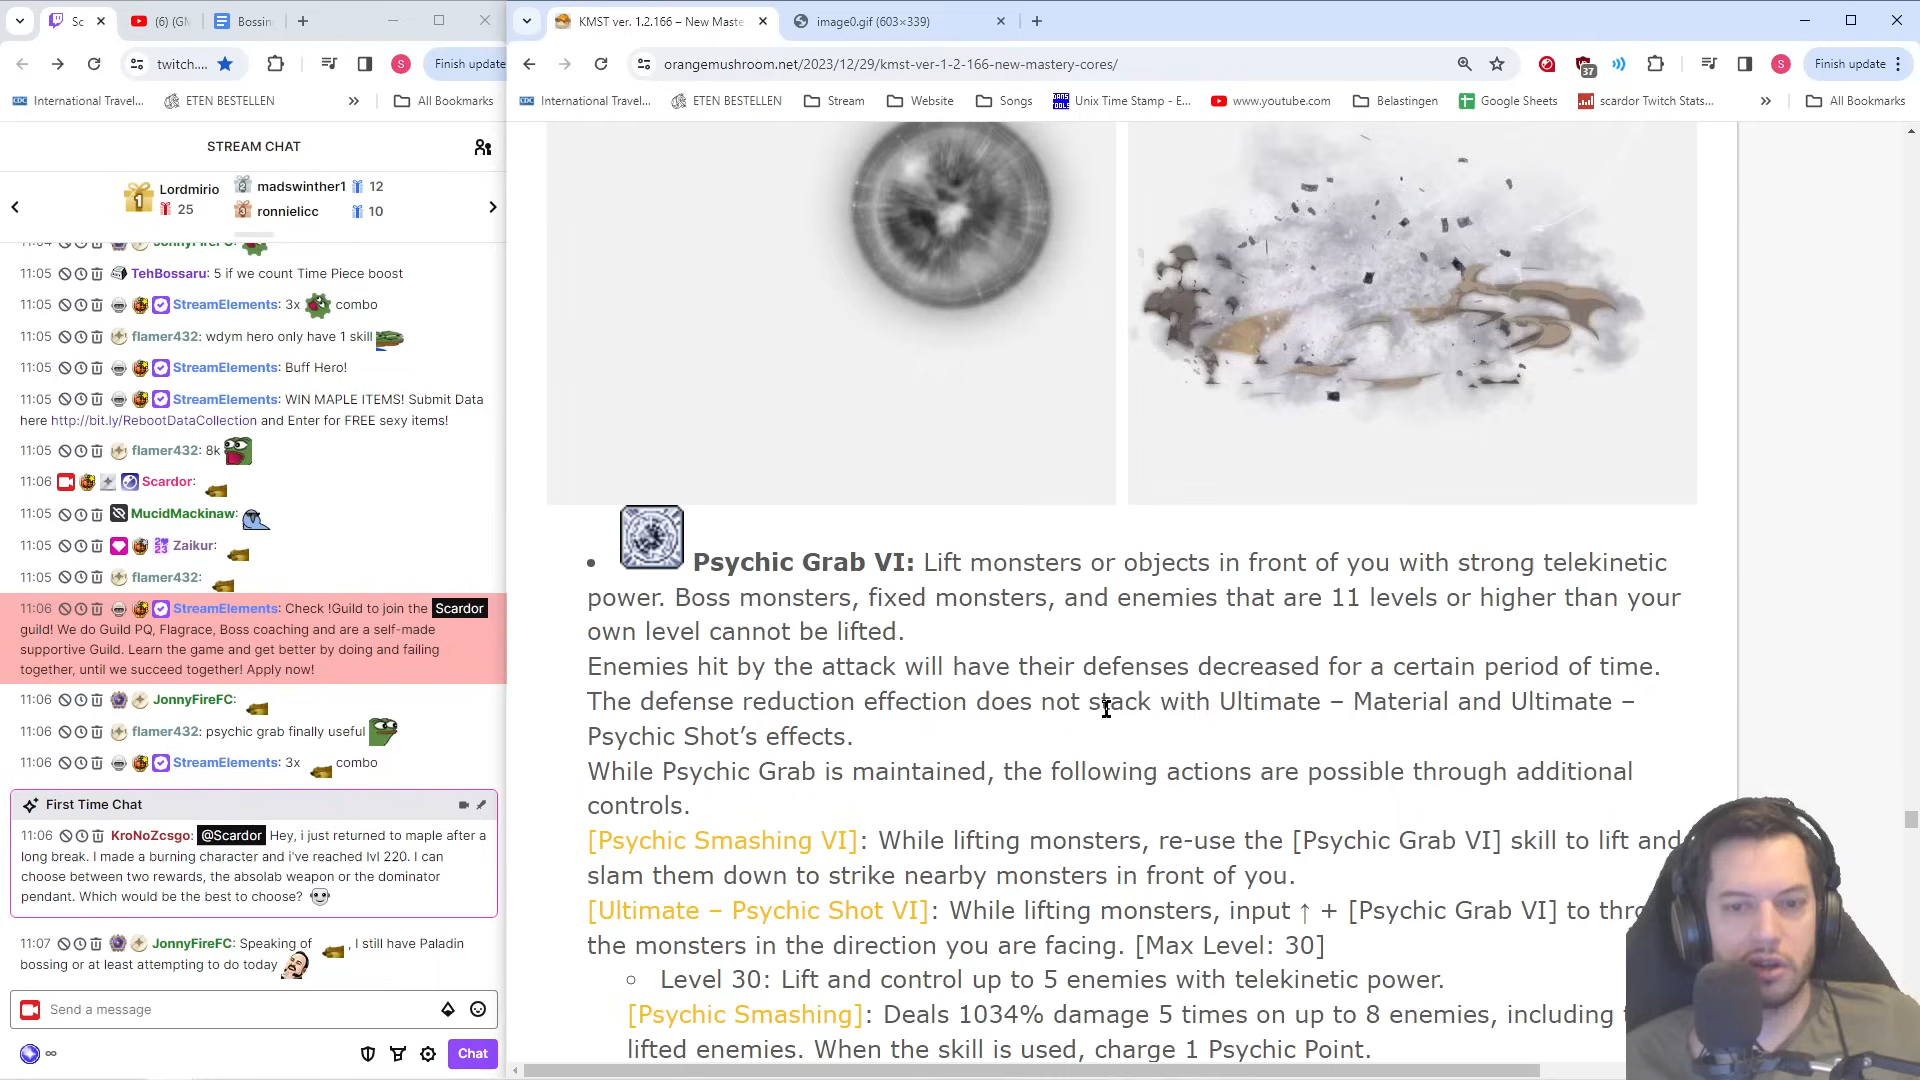 Sc
(6) (GM
Bossin
KMST ver. 1.2.166 – New Maste
image0.gif (603×339)
twitch....
S
Finish update
orangemushroom.net/2023/12/29/kmst-ver-1-2-166-new-mastery-cores/
37
S
Finish update
International Travel...
ETEN BESTELLEN
»
All Bookmarks
International Travel...
ETEN BESTELLEN
Stream
Website
Songs
Unix Time Stamp - E...
www.youtube.com
Belastingen
Google Sheets
scardor Twitch Stats...
»
All Bookmarks
STREAM CHAT
1
Lordmirio
25
2
madswinther1
12
3
ronnielicc
10
11:04 JonnyFireFC:
11:05 TehBossaru: 5 if we count Time Piece boost
11:05 StreamElements: 3x combo
11:05 flamer432: wdym hero only have 1 skill
11:05 StreamElements: Buff Hero!
11:05 StreamElements: WIN MAPLE ITEMS! Submit Data
here http://bit.ly/RebootDataCollection and Enter for FREE sexy items!
11:05 flamer432: 8k
11:06 Scardor:
11:05 MucidMackinaw:
11:05 Zaikur:
11:05 flamer432:
11:06 StreamElements: Check !Guild to join the Scardor
guild! We do Guild PQ, Flagrace, Boss coaching and are a self-made
supportive Guild. Learn the game and get better by doing and failing
together, until we succeed together! Apply now!
11:06 JonnyFireFC:
11:06 flamer432: psychic grab finally useful
11:06 StreamElements: 3x combo
First Time Chat
11:06 KroNoZcsgo: @Scardor Hey, i just returned to maple after a
long break. I made a burning character and i've reached lvl 220. I can
choose between two rewards, the absolab weapon or the dominator
pendant. Which would be the best to choose?
11:07 JonnyFireFC: Speaking of , I still have Paladin
bossing or at least attempting to do today
Send a message
∞
Chat
• Psychic Grab VI: Lift monsters or objects in front of you with strong telekinetic
power. Boss monsters, fixed monsters, and enemies that are 11 levels or higher than your
own level cannot be lifted.
Enemies hit by the attack will have their defenses decreased for a certain period of time.
The defense reduction effection does not stack with Ultimate – Material and Ultimate –
Psychic Shot’s effects.
While Psychic Grab is maintained, the following actions are possible through additional
controls.
[Psychic Smashing VI]: While lifting monsters, re-use the [Psychic Grab VI] skill to lift and
slam them down to strike nearby monsters in front of you.
[Ultimate – Psychic Shot VI]: While lifting monsters, input ↑ + [Psychic Grab VI] to thro
the monsters in the direction you are facing. [Max Level: 30]
○ Level 30: Lift and control up to 5 enemies with telekinetic power.
[Psychic Smashing]: Deals 1034% damage 5 times on up to 8 enemies, including
lifted enemies. When the skill is used, charge 1 Psychic Point.